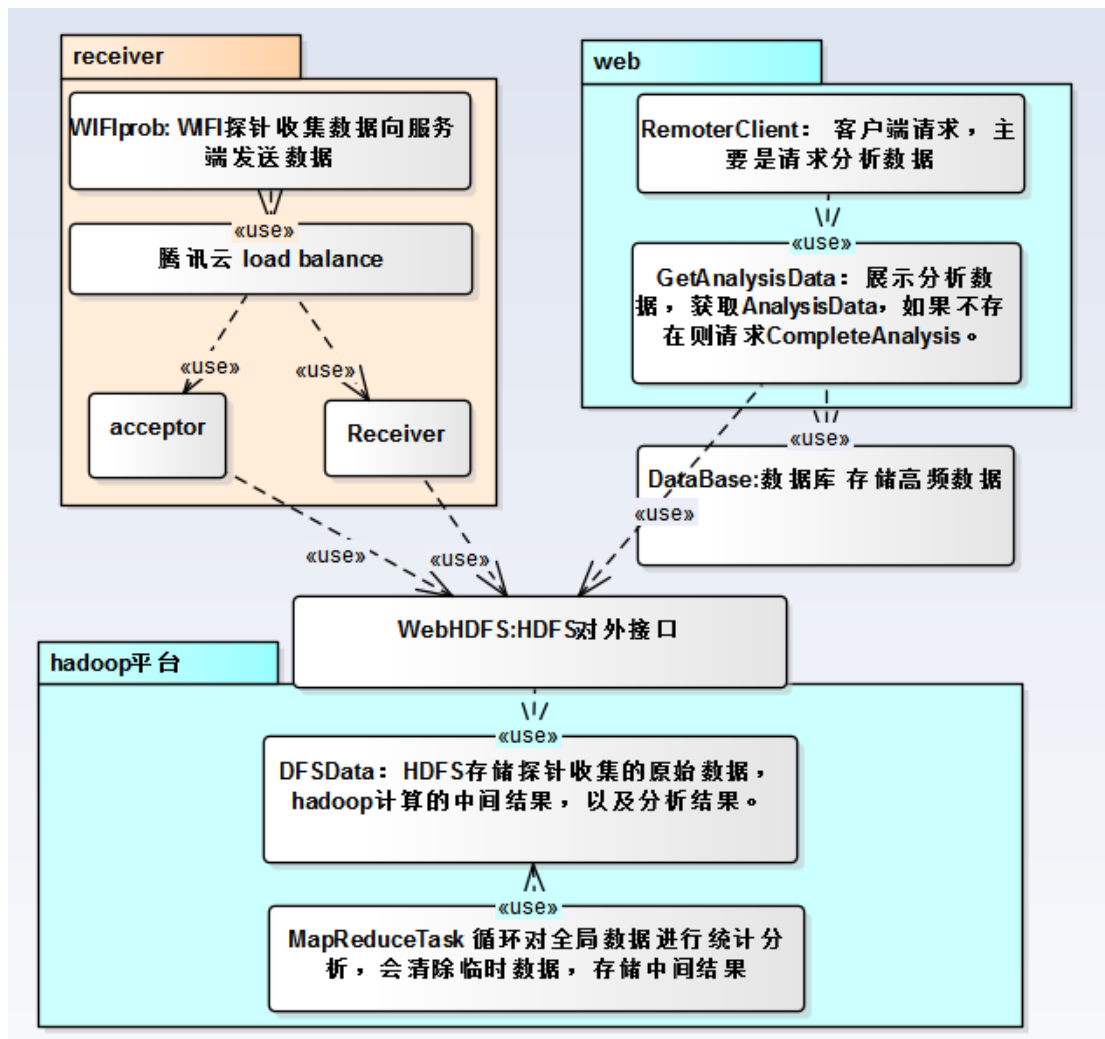 receiver
WIFIprob: WIFI探针收集数据向服务
端发送数据
«use»
腾讯云 load balance
«use»
«use»
acceptor
Receiver
«use»
«use»
web
RemoterClient： 客户端请求，主
要是请求分析数据
«use»
GetAnalysisData：展示分析数
据，获取AnalysisData，如果不存
在则请求CompleteAnalysis。
«use»
DataBase:数据库 存储高频数据
«use»
WebHDFS:HDFS对外接口
hadoop平台
«use»
DFSData：HDFS存储探针收集的原始数据，
hadoop计算的中间结果，以及分析结果。
«use»
MapReduceTask 循环对全局数据进行统计分
析，会清除临时数据，存储中间结果